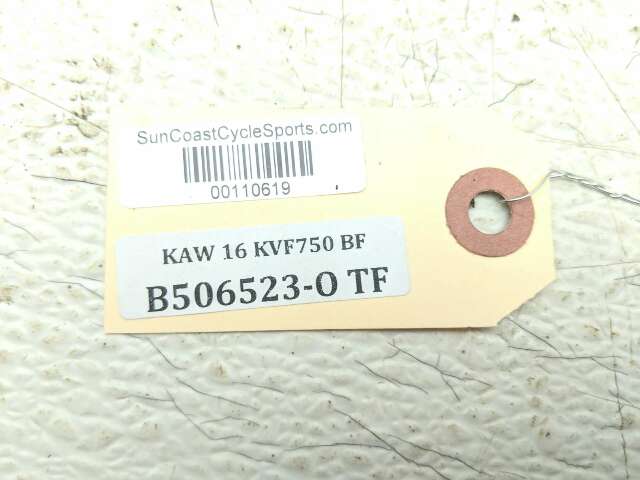 SunCoastCycleSports.com
00110619
KAW 16 KVF750 BF
B506523-O TF